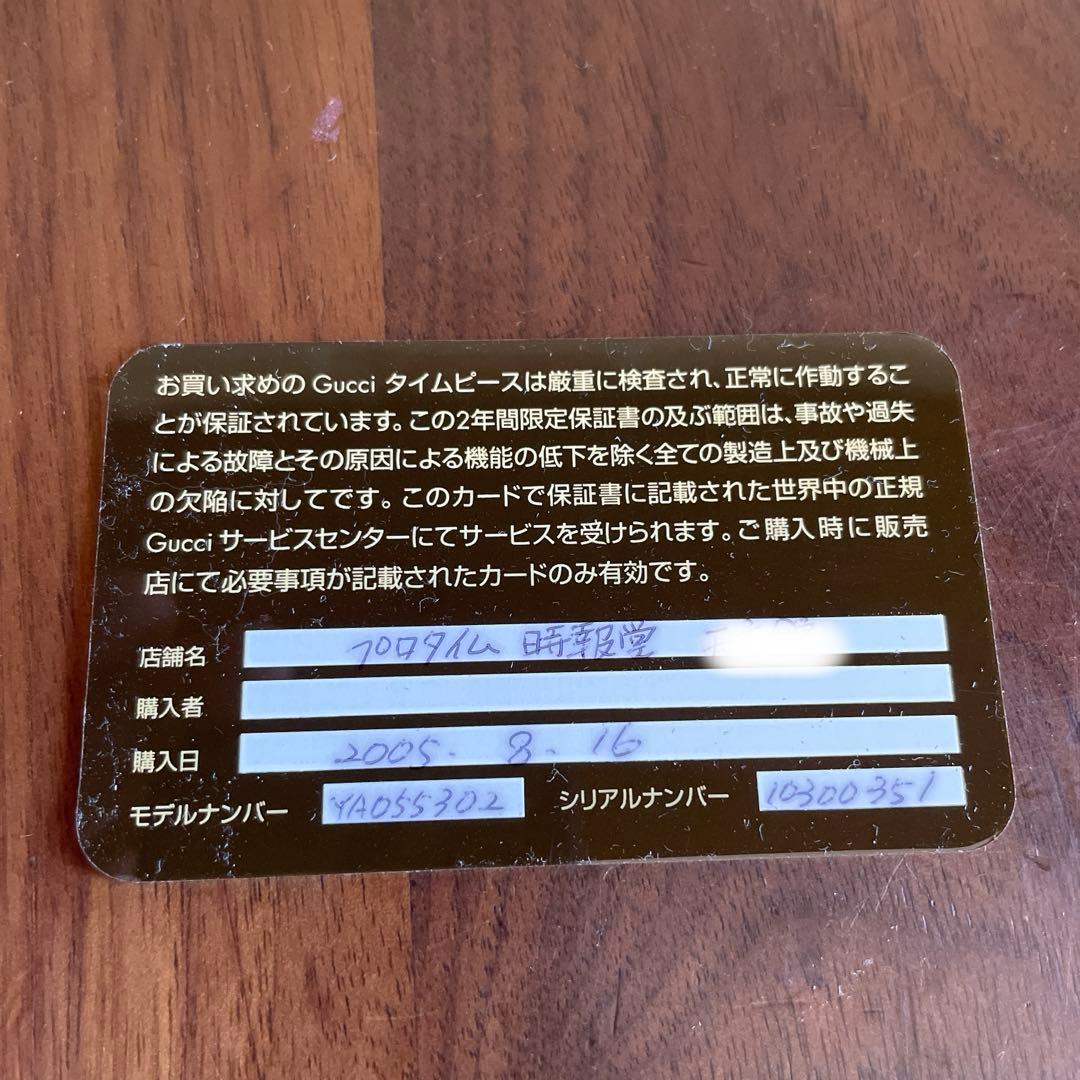 お買い求めの Gucci タイムピースは厳重に検査され、正常に作動するこ
とが保証されています。この2年間限定保証書の及ぶ範囲は、事故や過失
による故障とその原因による機能の低下を除く全ての製造上及び機械上
の欠陥に対してです。このカードで保証書に記載された世界中の正規
Gucci サービスセンターにてサービスを受けられます。ご購入時に販売
店にて必要事項が記載されたカードのみ有効です。
店舗名 プロタイム 時報堂
購入者
購入日 2005. 8. 16
モデルナンバー YA055302 シリアルナンバー 10300351